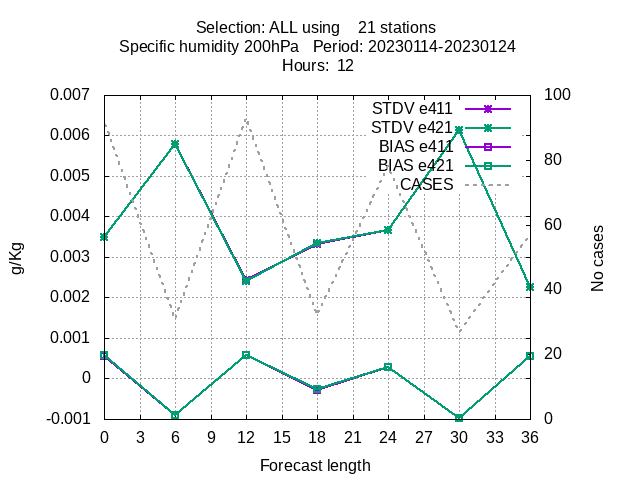 Selection: ALL using    21 stations
Specific humidity 200hPa   Period: 20230114-20230124
Hours:  12
0.007
0.006
0.005
0.004
0.003
0.002
0.001
0
-0.001
g/Kg
100
80
60
40
20
0
No cases
STDV e411
STDV e421
BIAS e411
BIAS e421
CASES
0 3 6 9 12 15 18 21 24 27 30 33 36
Forecast length